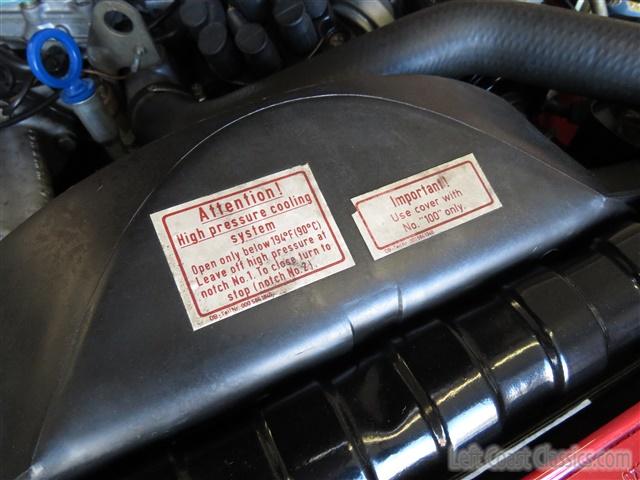 Attention!
High pressure cooling
system
Open only below 194°F(90°C).
Leave off high pressure at
notch No.1. To close turn to
stop (notch No.2).
Important!
Use cover with
No. "100" only.
Left Coast Classics.com